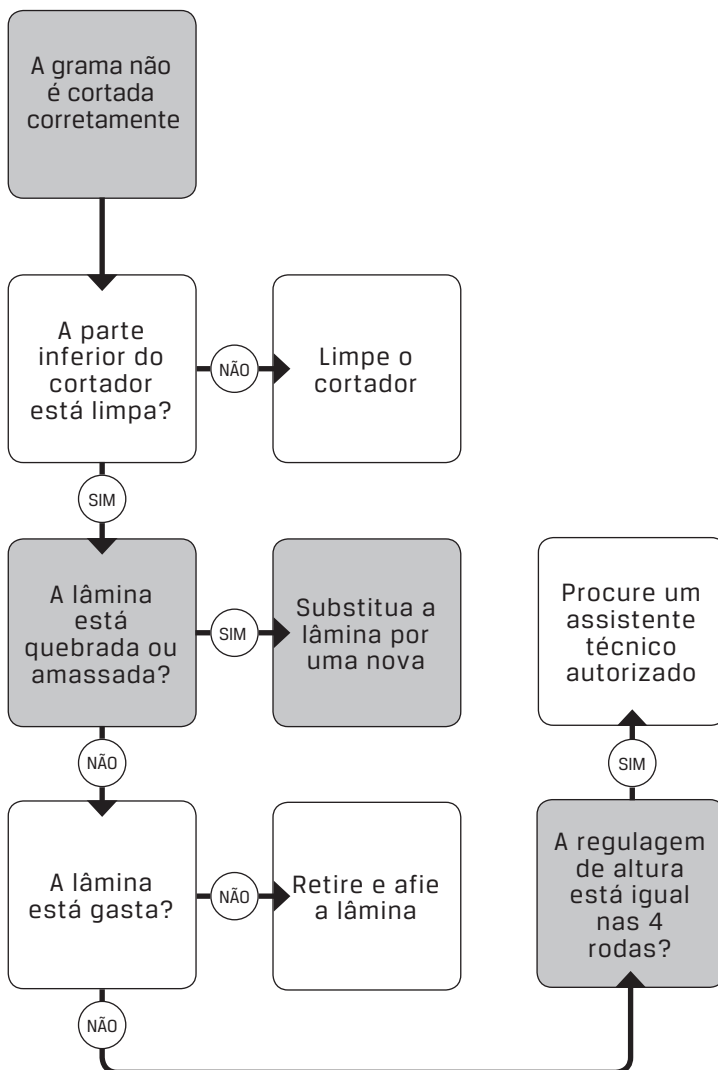 A grama não
é cortada
corretamente
A parte
inferior do
cortador
está limpa?
NÃO
Limpe o
cortador
SIM
A lâmina
está
quebrada ou
amassada?
SIM
Substitua a
lâmina por
uma nova
NÃO
A lâmina
está gasta?
NÃO
Retire e afie
a lâmina
NÃO
A regulagem
de altura
está igual
nas 4
rodas?
SIM
Procure um
assistente
técnico
autorizado